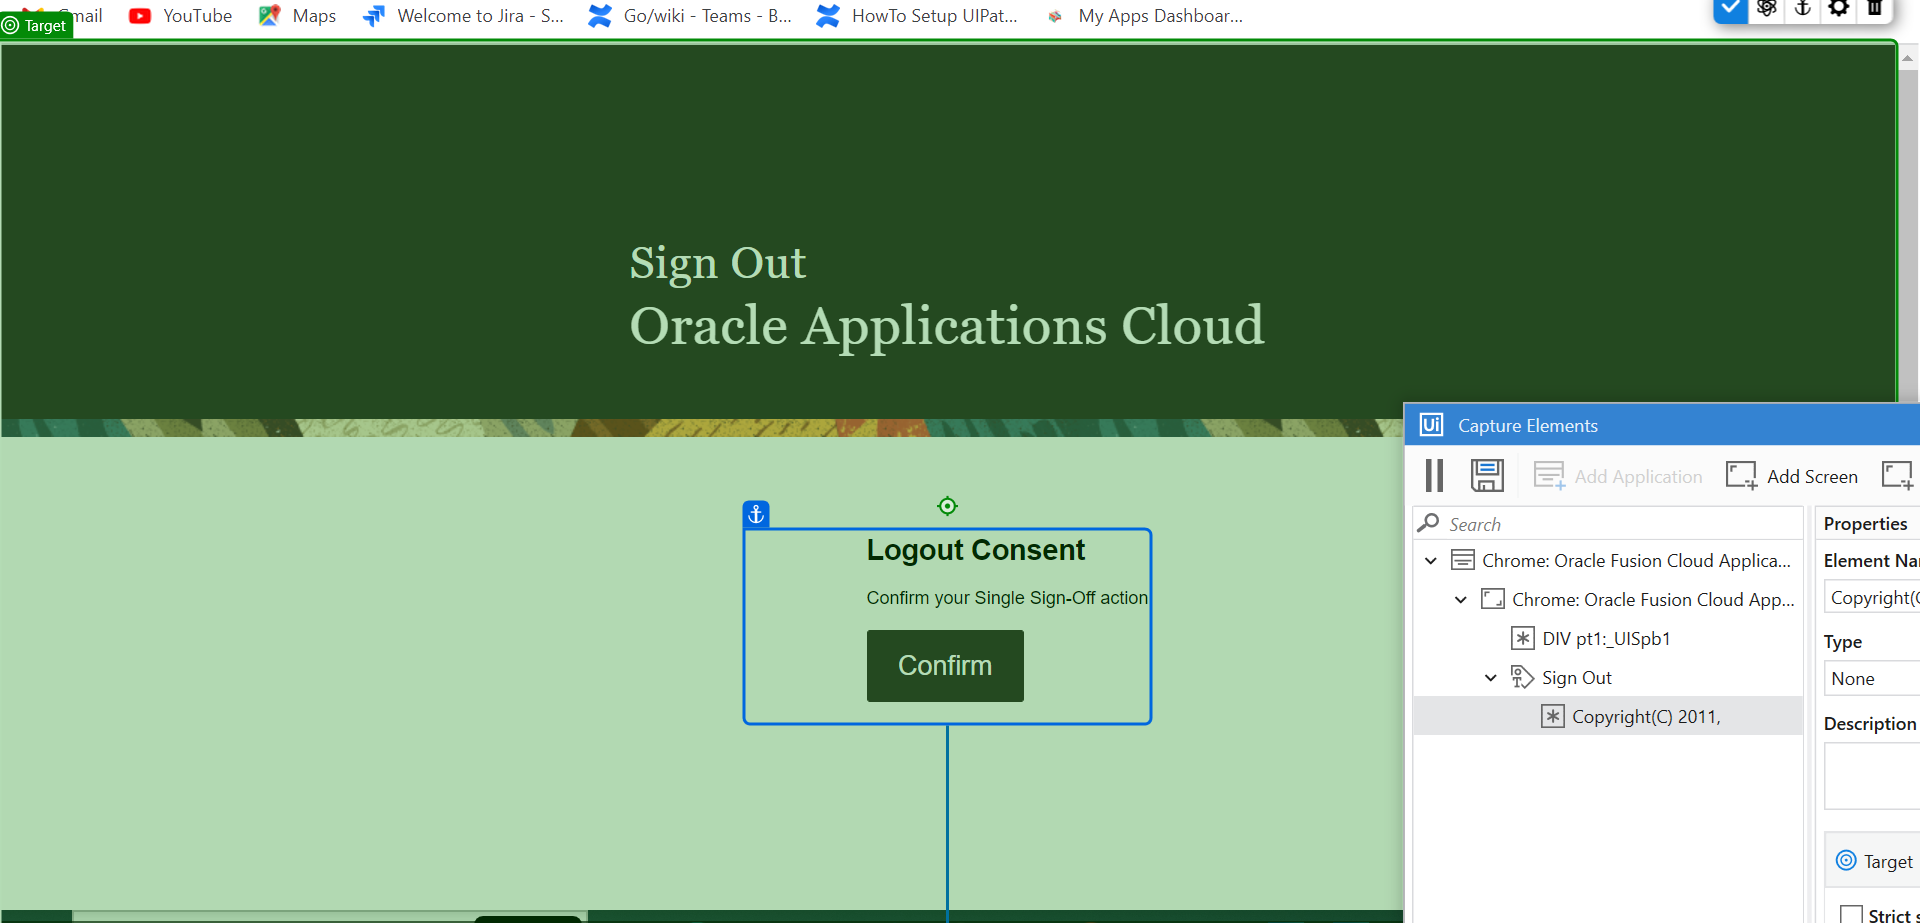 Gmail YouTube Maps Welcome to Jira - S... Go/wiki - Teams - B... HowTo Setup UIPat... My Apps Dashboar...
Target
Sign Out
Oracle Applications Cloud
Logout Consent
Confirm your Single Sign-Off action
Confirm
Ui Capture Elements
Add Application Add Screen
Search
Chrome: Oracle Fusion Cloud Applica...
Chrome: Oracle Fusion Cloud App...
DIV pt1:_UISpb1
Sign Out
Copyright(C) 2011,
Properties
Element Na
Copyright(C
Type
None
Description
Target
Strict s